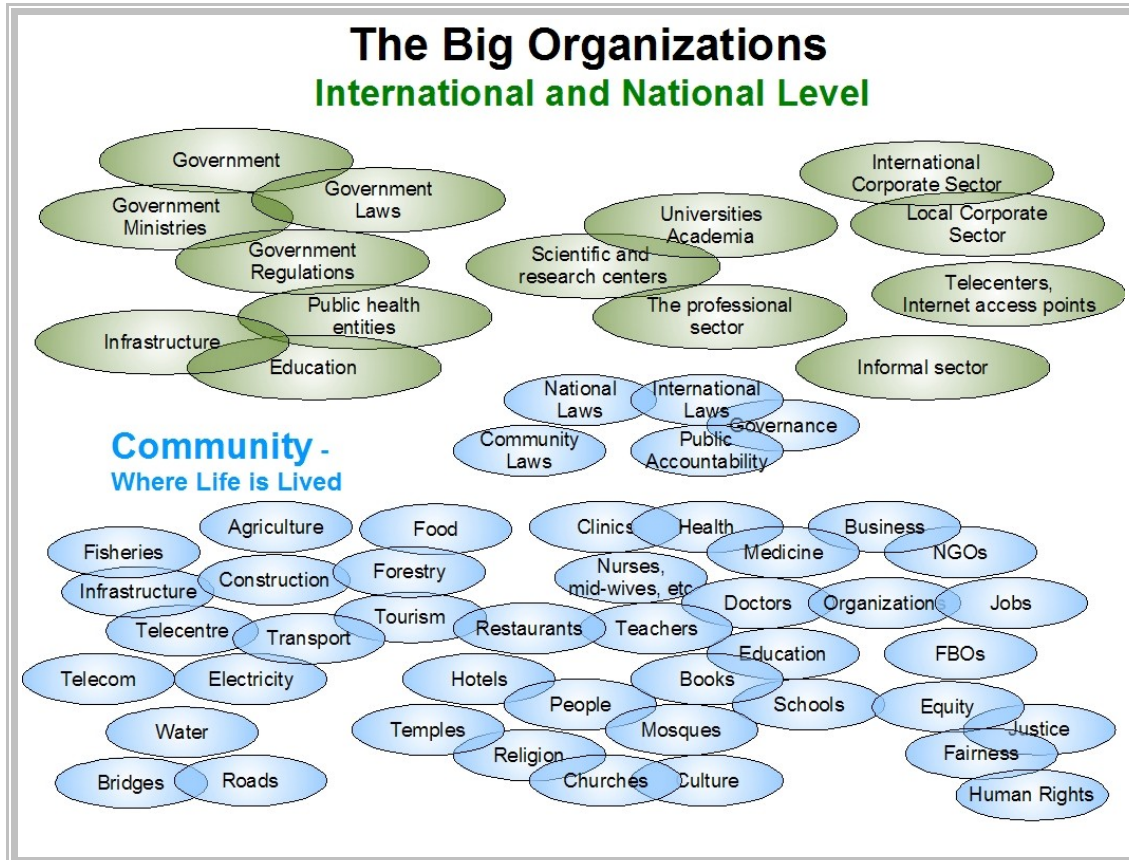 The Big Organizations
International and National Level
Government
Government
Laws
Government
Ministries
Government
Regulations
Public health
entities
Infrastructure
Education
Universities
Academia
Scientific and
research centers
The professional
sector
International
Corporate Sector
Local Corporate
Sector
Telecenters,
Internet access points
Informal sector
National
Laws
International
Laws
Governance
Community
Laws
Public
Accountability
Community -
Where Life is Lived
Agriculture
Food
Fisheries
Infrastructure
Construction
Forestry
Tourism
Telecentre
Transport
Telecom
Electricity
Water
Bridges
Roads
Clinics
Health
Medicine
Business
NGOs
Nurses,
mid-wives, etc
Doctors
Organizations
Jobs
Restaurants
Teachers
Education
FBOs
Hotels
Books
People
Schools
Equity
Justice
Temples
Mosques
Religion
Fairness
Churches
Culture
Human Rights